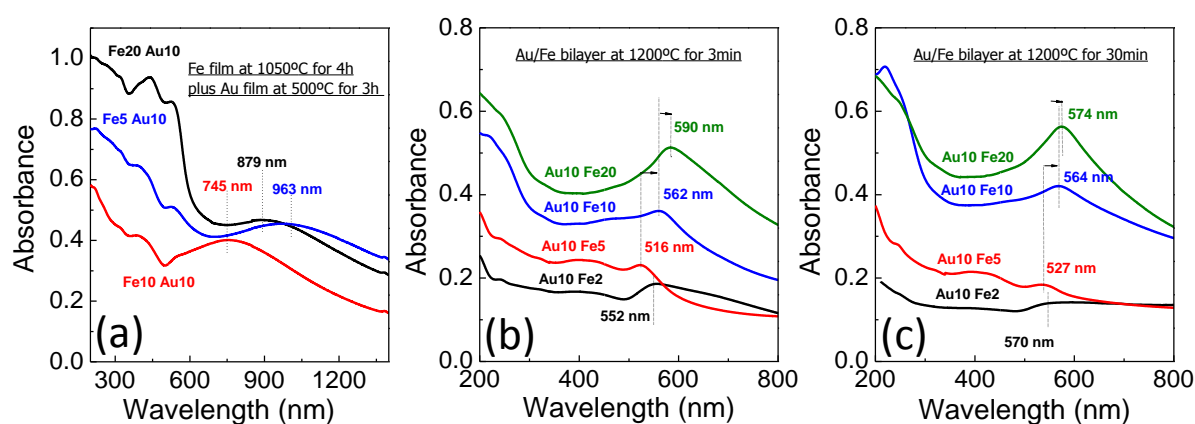 Fe20 Au10
Fe film at 1050ºC for 4h
plus Au film at 500ºC for 3h
Fe5 Au10
879 nm
745 nm
963 nm
Fe10 Au10
(a)
1.0
0.8
0.6
0.4
0.2
0.0
300
600
900
1200
Absorbance
Wavelength (nm)
Au/Fe bilayer at 1200ºC for 3min
590 nm
Au10 Fe20
562 nm
Au10 Fe10
516 nm
Au10 Fe5
Au10 Fe2
552 nm
(b)
0.8
0.6
0.4
0.2
0.0
200
400
600
800
Absorbance
Wavelength (nm)
Au/Fe bilayer at 1200ºC for 30min
574 nm
Au10 Fe20
564 nm
Au10 Fe10
527 nm
Au10 Fe5
Au10 Fe2
570 nm
(c)
0.8
0.6
0.4
0.2
0.0
200
400
600
800
Absorbance
Wavelength (nm)